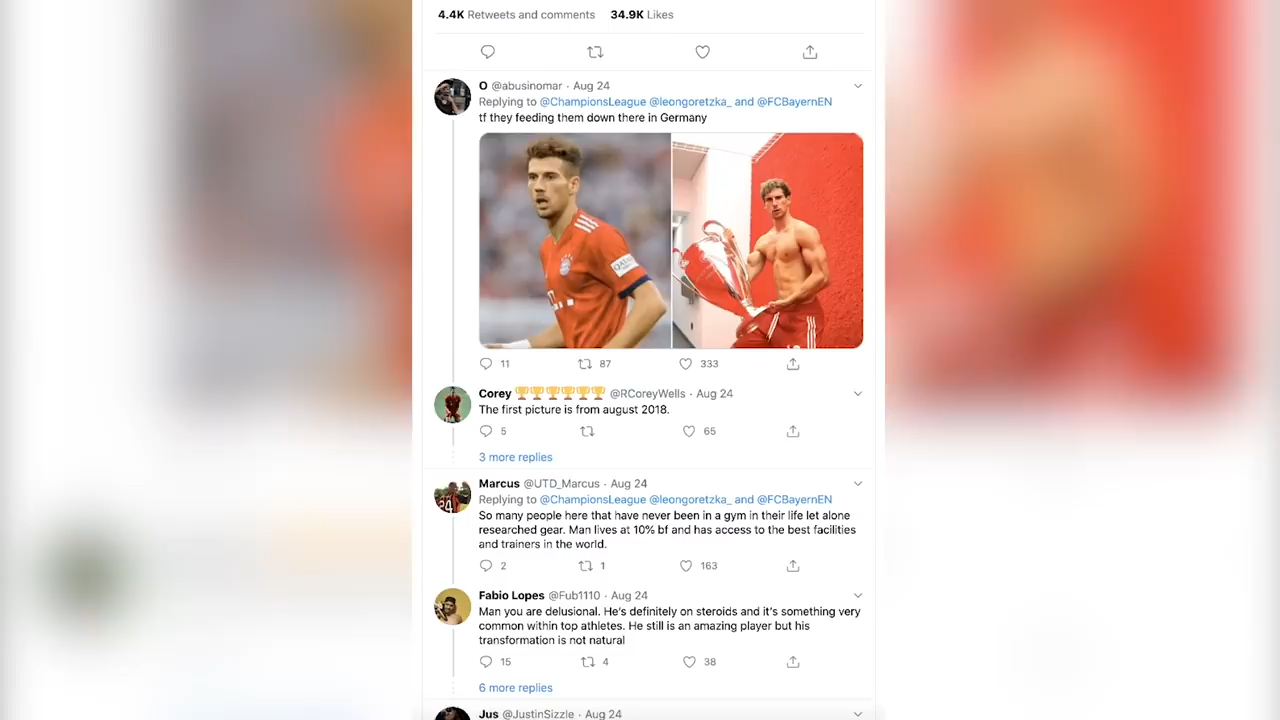 4.4K Retweets and comments 34.9K Likes
O @abusinomar · Aug 24
Replying to @ChampionsLeague @leongoretzka_ and @FCBayernEN
tf they feeding them down there in Germany
QATAR
11 87 333
Corey 🏆🏆🏆🏆🏆🏆 @RCoreyWells · Aug 24
The first picture is from august 2018.
5 65
3 more replies
Marcus @UTD_Marcus · Aug 24
Replying to @ChampionsLeague @leongoretzka_ and @FCBayernEN
So many people here that have never been in a gym in their life let alone
researched gear. Man lives at 10% bf and has access to the best facilities
and trainers in the world.
2 1 163
Fabio Lopes @Fub1110 · Aug 24
Man you are delusional. He's definitely on steroids and it's something very
common within top athletes. He still is an amazing player but his
transformation is not natural
15 4 38
6 more replies
Jus @JustinSizzle · Aug 24